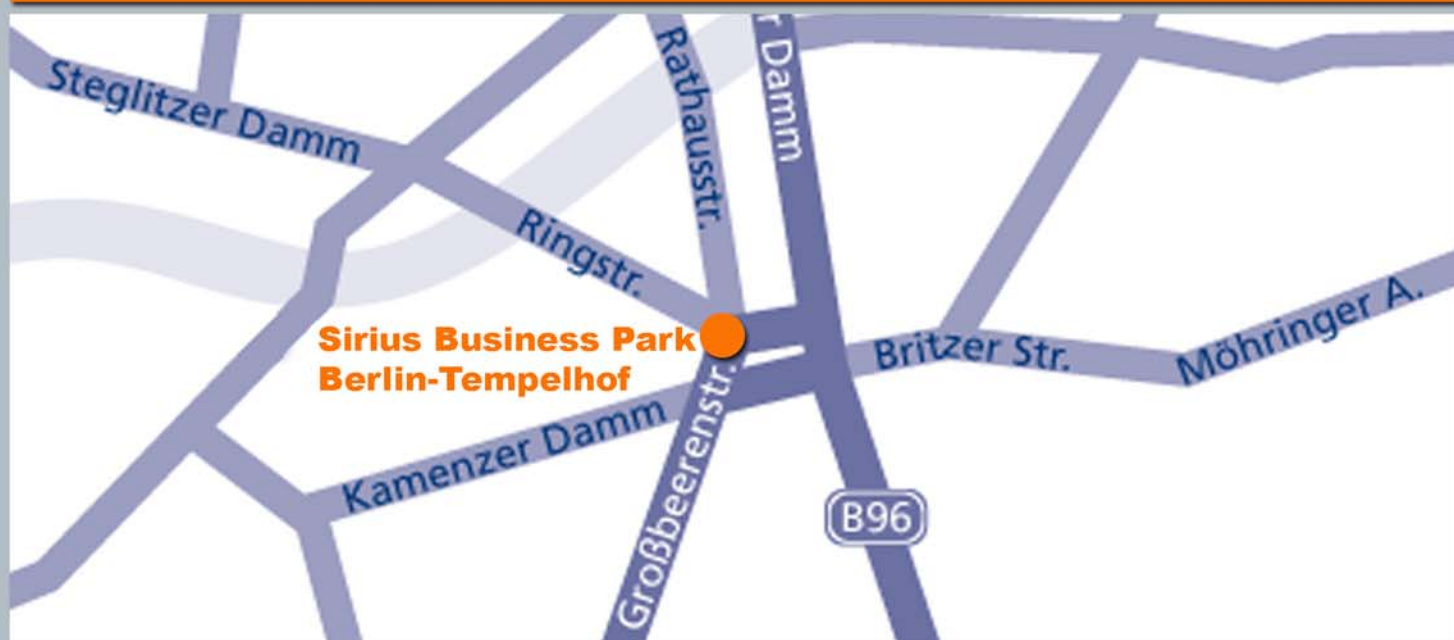 Steglitzer Damm
Rathausstr.
r Damm
Ringstr.
Sirius Business Park
Berlin-Tempelhof
Britzer Str.
Möhringer A.
Kamenzer Damm
Großbeerenstr.
B96